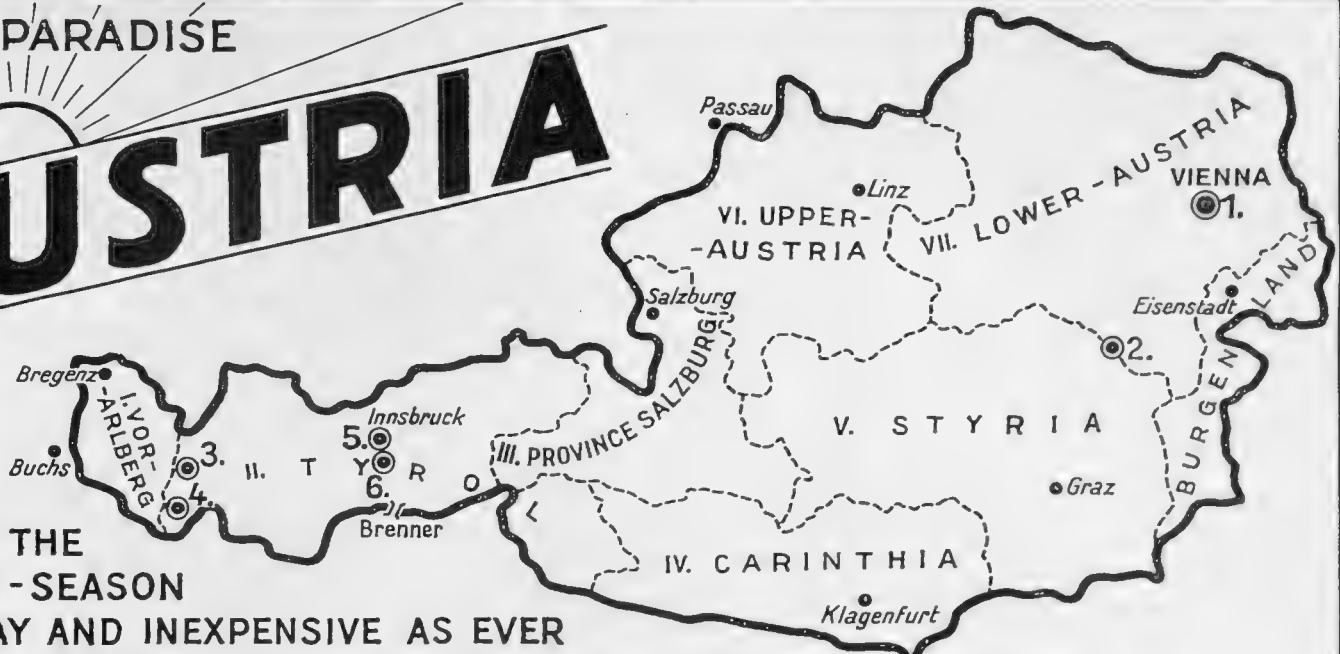 PARADISE
USTRIA
Passau
Linz
VI. UPPER-
-AUSTRIA
VII. LOWER-AUSTRIA
VIENNA
1.
Eisenstadt
BURGENLAND
2.
Salzburg
III. PROVINCE SALZBURG
Bregenz
I. VOR-
-ARLBERG
Buchs
3.
4.
II. TYROL
Innsbruck
5.
6.
Brenner
V. STYRIA
Graz
IV. CARINTHIA
Klagenfurt
THE
-SEASON
AY AND INEXPENSIVE AS EVER